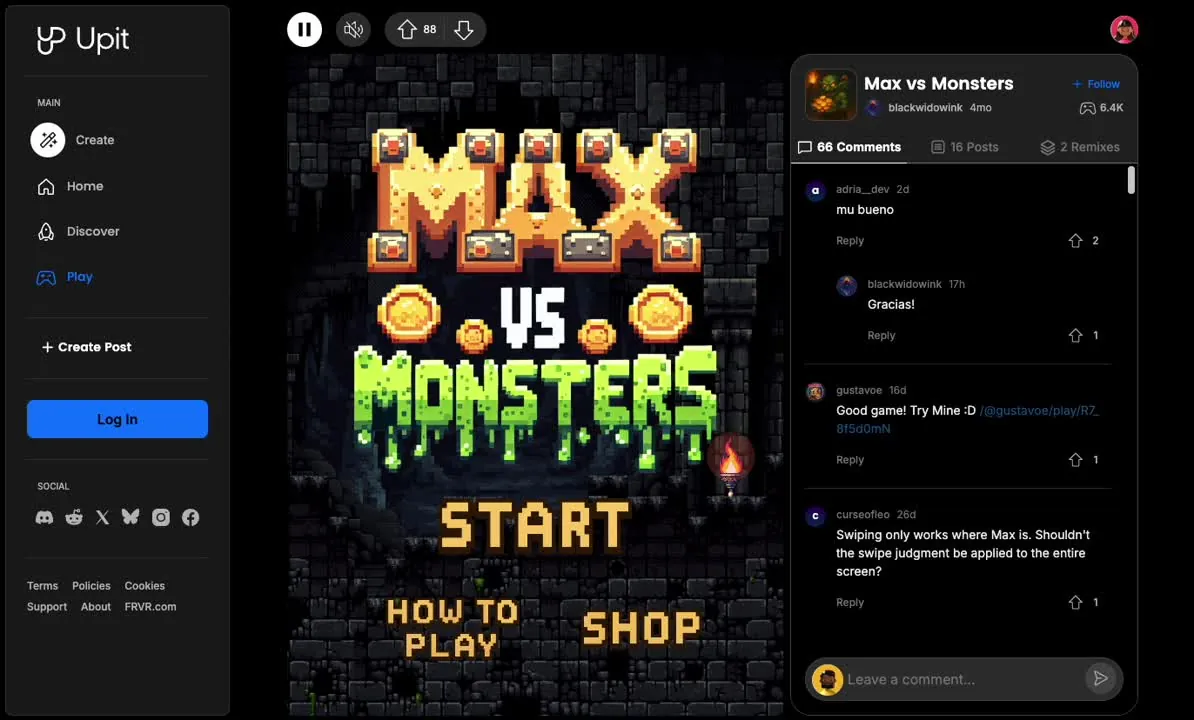 Upit
MAIN
Create
Home
Discover
Play
+ Create Post
Log In
SOCIAL
Terms Policies Cookies
Support About FRVR.com
88
MAX
VS
MONSTERS
START
HOW TO
PLAY
SHOP
Max vs Monsters
+ Follow
blackwidowink 4mo
6.4K
66 Comments
16 Posts
2 Remixes
a
adria__dev 2d
mu bueno
Reply
2
blackwidowink 17h
Gracias!
Reply
1
gustavoe 16d
Good game! Try Mine :D /@gustavoe/play/R7_
8f5d0mN
Reply
1
c
curseofleo 26d
Swiping only works where Max is. Shouldn't
the swipe judgment be applied to the entire
screen?
Reply
1
Leave a comment...